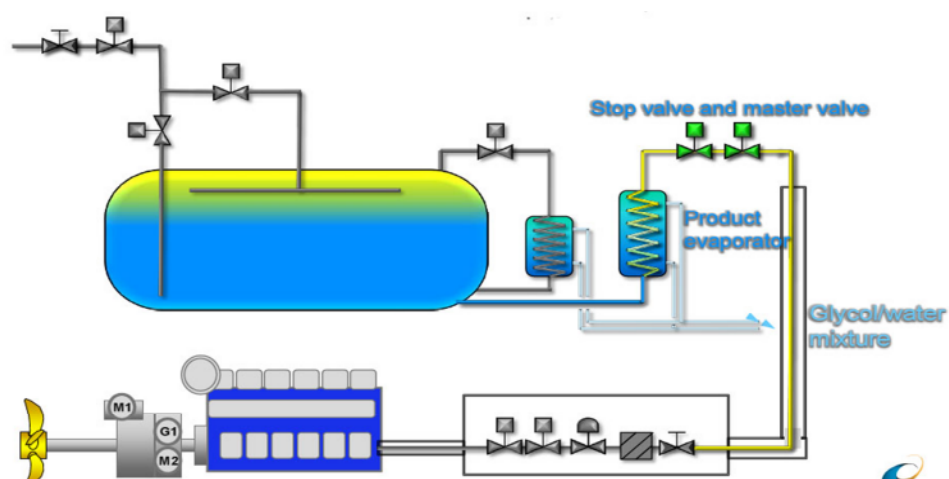 Stop valve and master valve
Product
evaporator
Glycol/water
mixture
M1
G1
M2